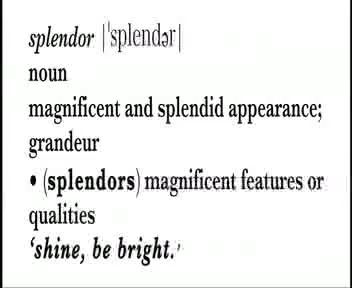 splendor |ˈsplendər|
noun
magnificent and splendid appearance;
grandeur
• (splendors) magnificent features or
qualities
‘shine, be bright.’